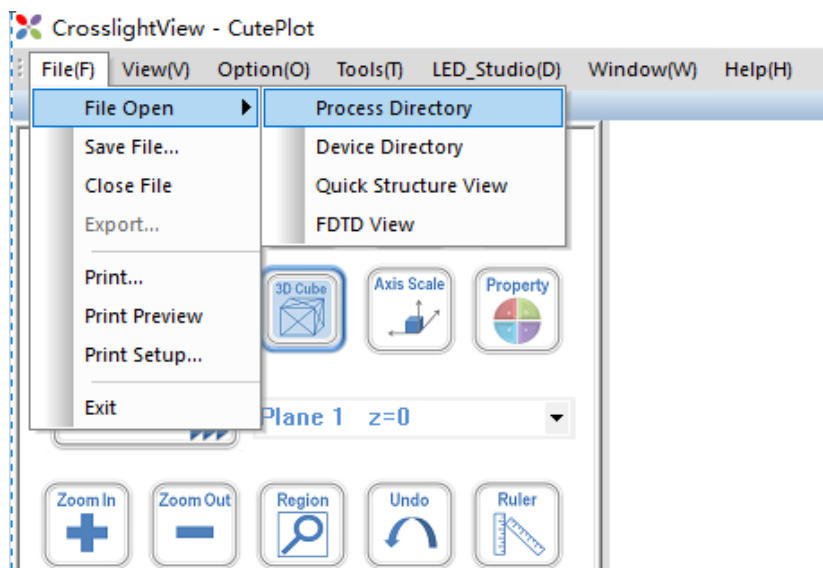 CrosslightView - CutePlot
File(F) View(V) Option(O) Tools(T) LED_Studio(D) Window(W) Help(H)
File Open Process Directory
Save File... Device Directory
Close File Quick Structure View
Export... FDTD View
Print...
3D Cube Axis Scale Property
Print Preview
Print Setup...
Exit
Plane 1 z=0
Zoom In Zoom Out Region Undo Ruler